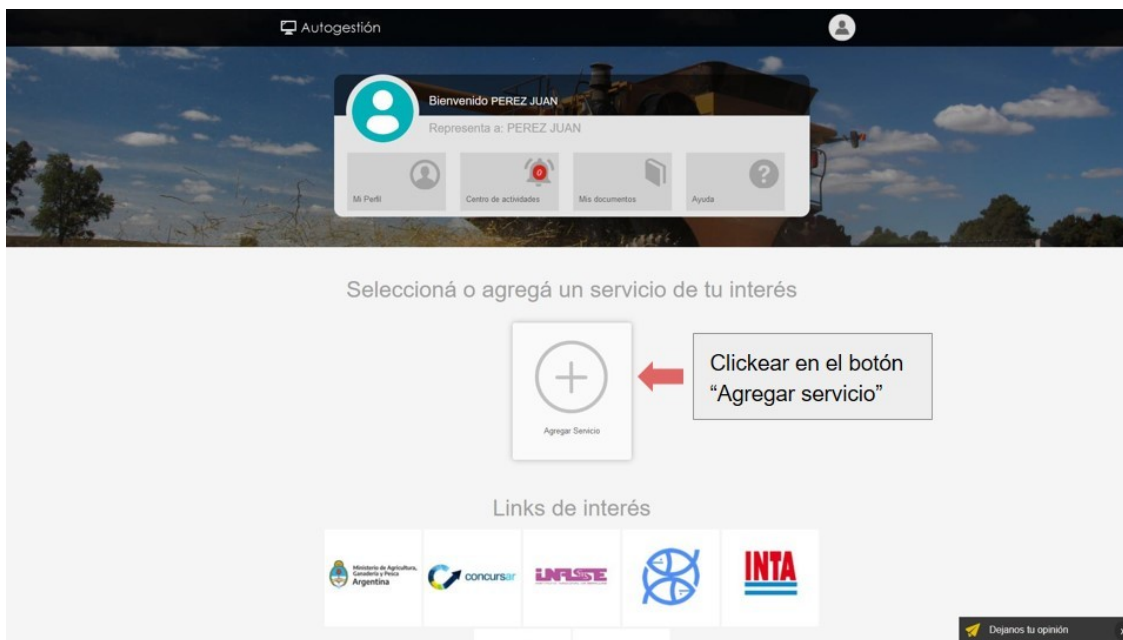 Autogestión
Bienvenido PEREZ JUAN
Representa a: PEREZ JUAN
Mi Perfil
0
Centro de actividades
Mis documentos
?
Ayuda
Seleccioná o agregá un servicio de tu interés
Clickear en el botón
“Agregar servicio”
Agregar Servicio
Links de interés
Ministerio de Agricultura,
Ganadería y Pesca
Argentina
concursar
INASE
INTA
Dejanos tu opinión